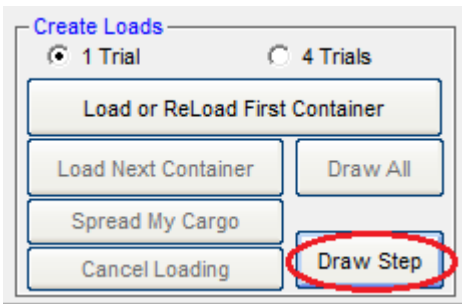 Create Loads
1 Trial 4 Trials
Load or ReLoad First Container
Load Next Container Draw All
Spread My Cargo
Cancel Loading Draw Step